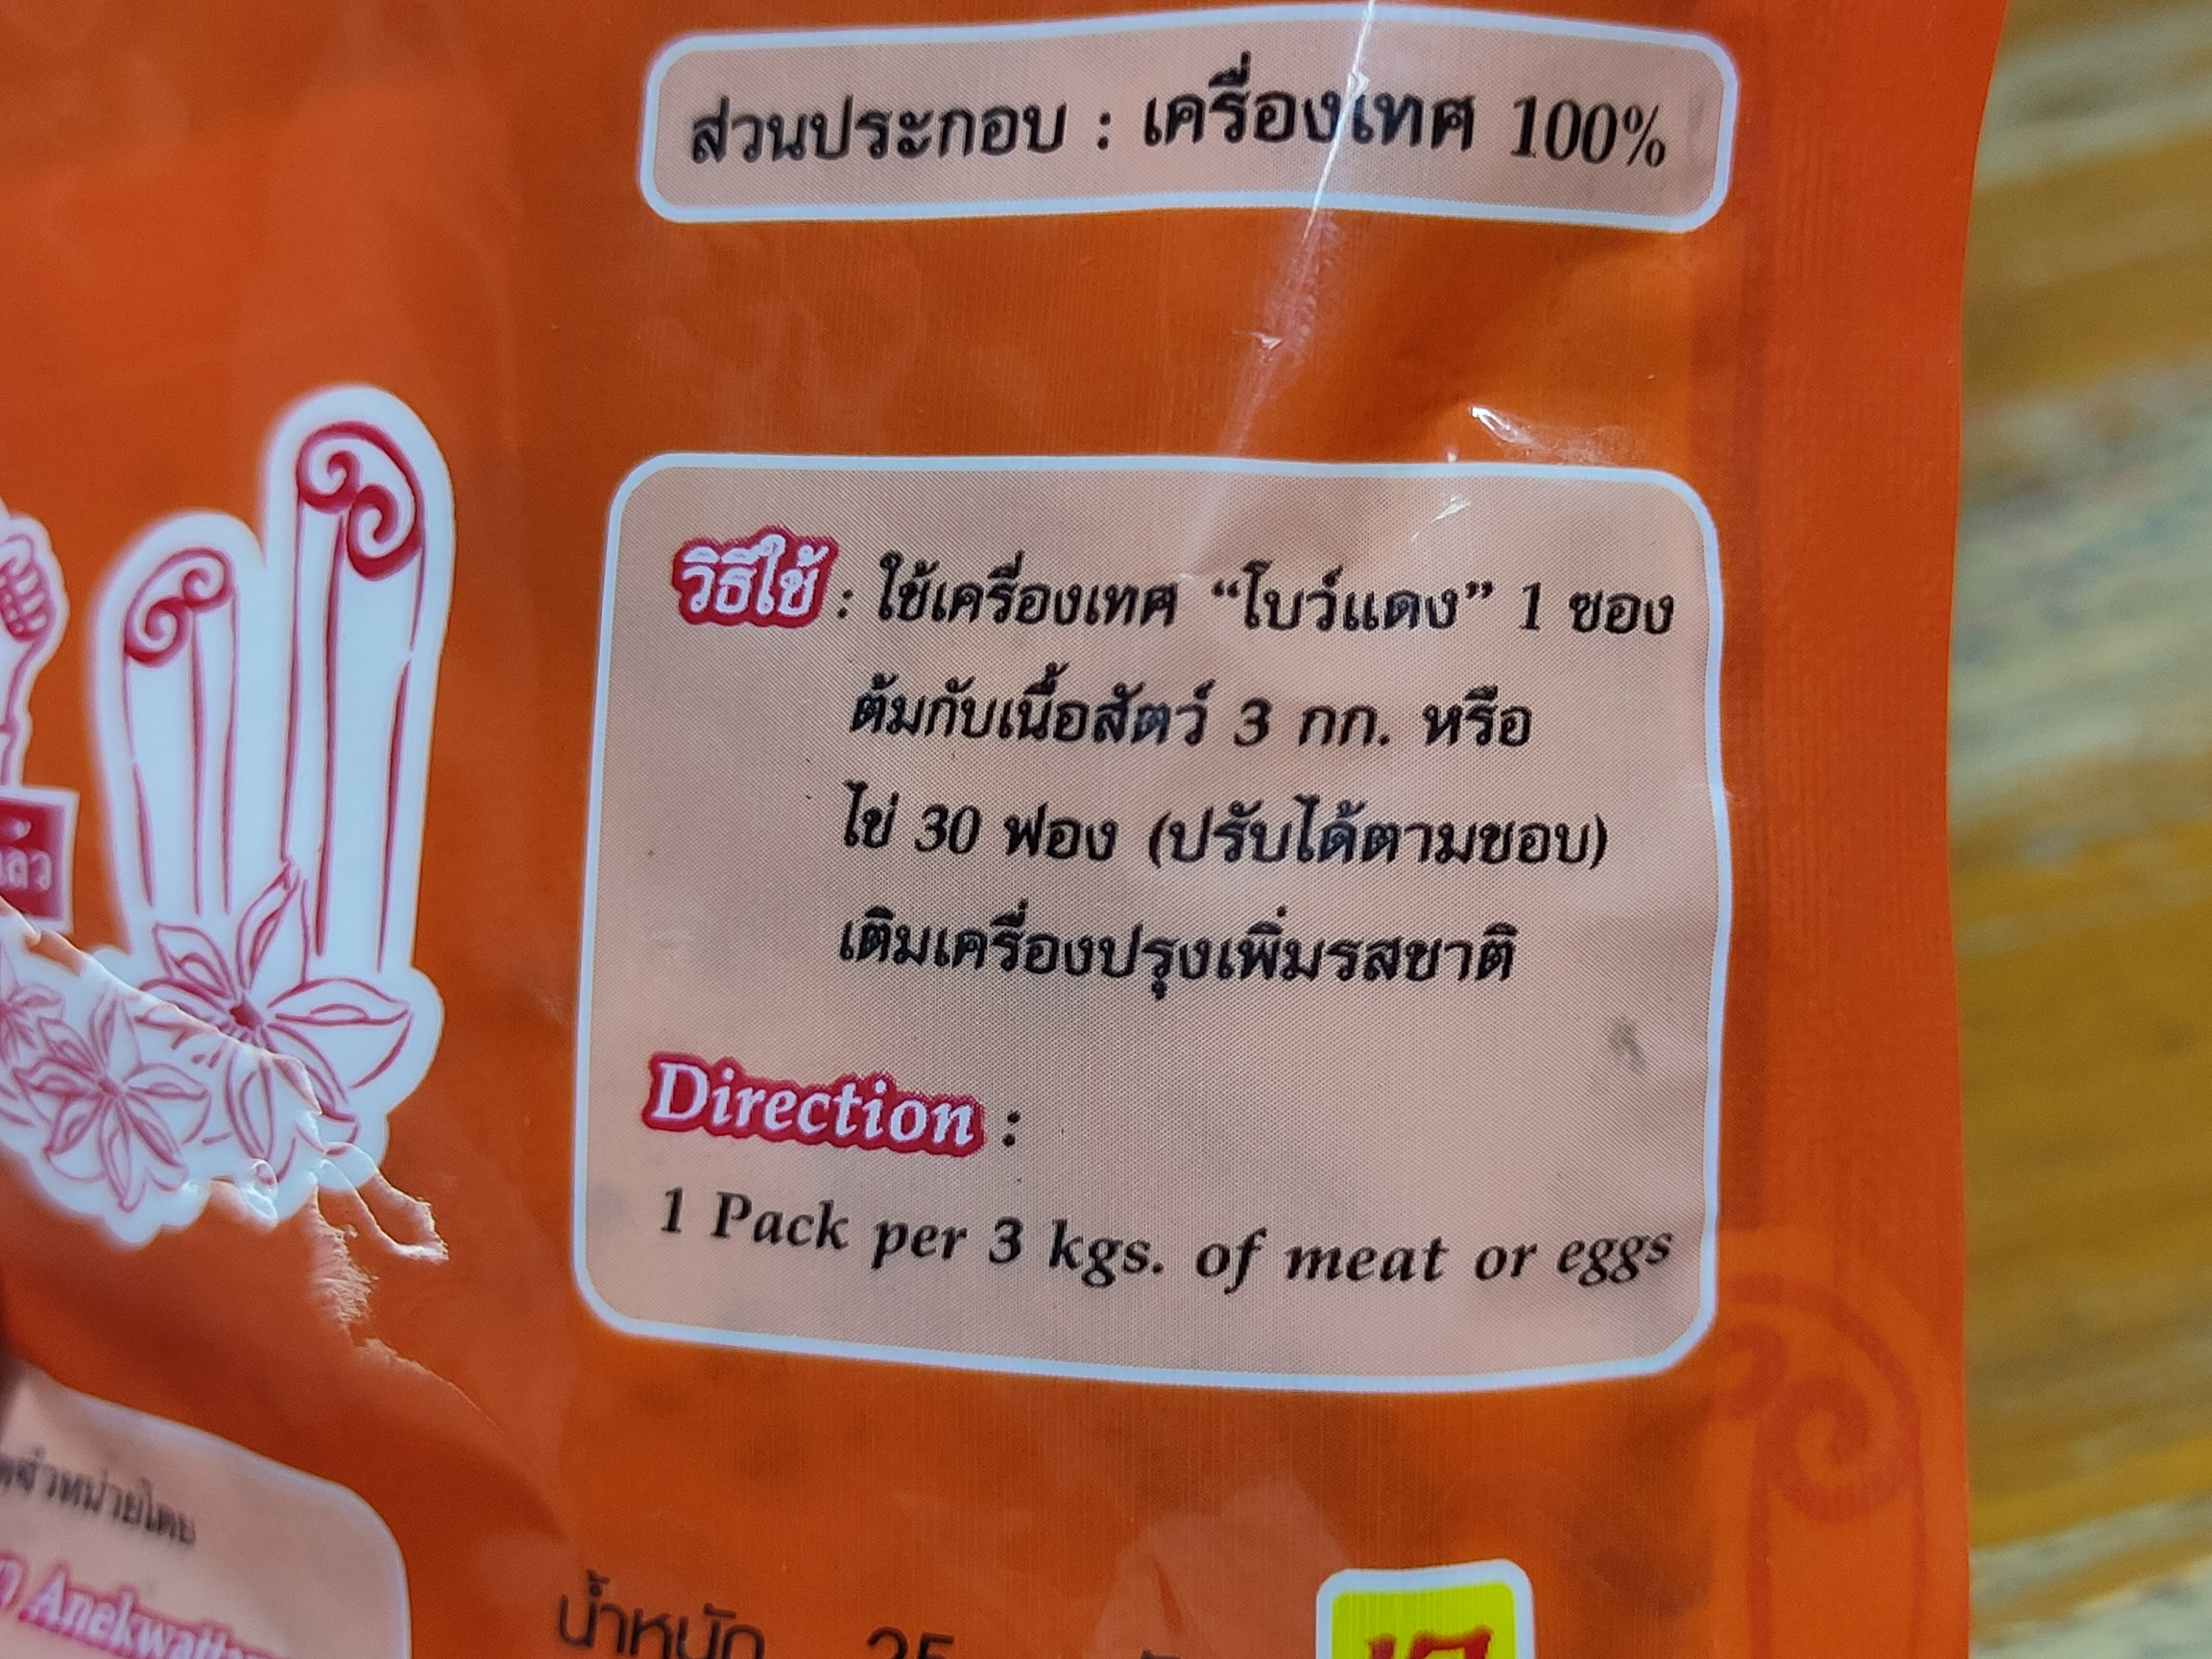 ส่วนประกอบ : เครื่องเทศ 100%
วิธีใช้ : ใช้เครื่องเทศ “โบว์แดง” 1 ซอง
ต้มกับเนื้อสัตว์ 3 กก. หรือ
ไข่ 30 ฟอง (ปรับได้ตามชอบ)
เติมเครื่องปรุงเพิ่มรสชาติ
Direction :
1 Pack per 3 kgs. of meat or eggs
น้ำหนัก